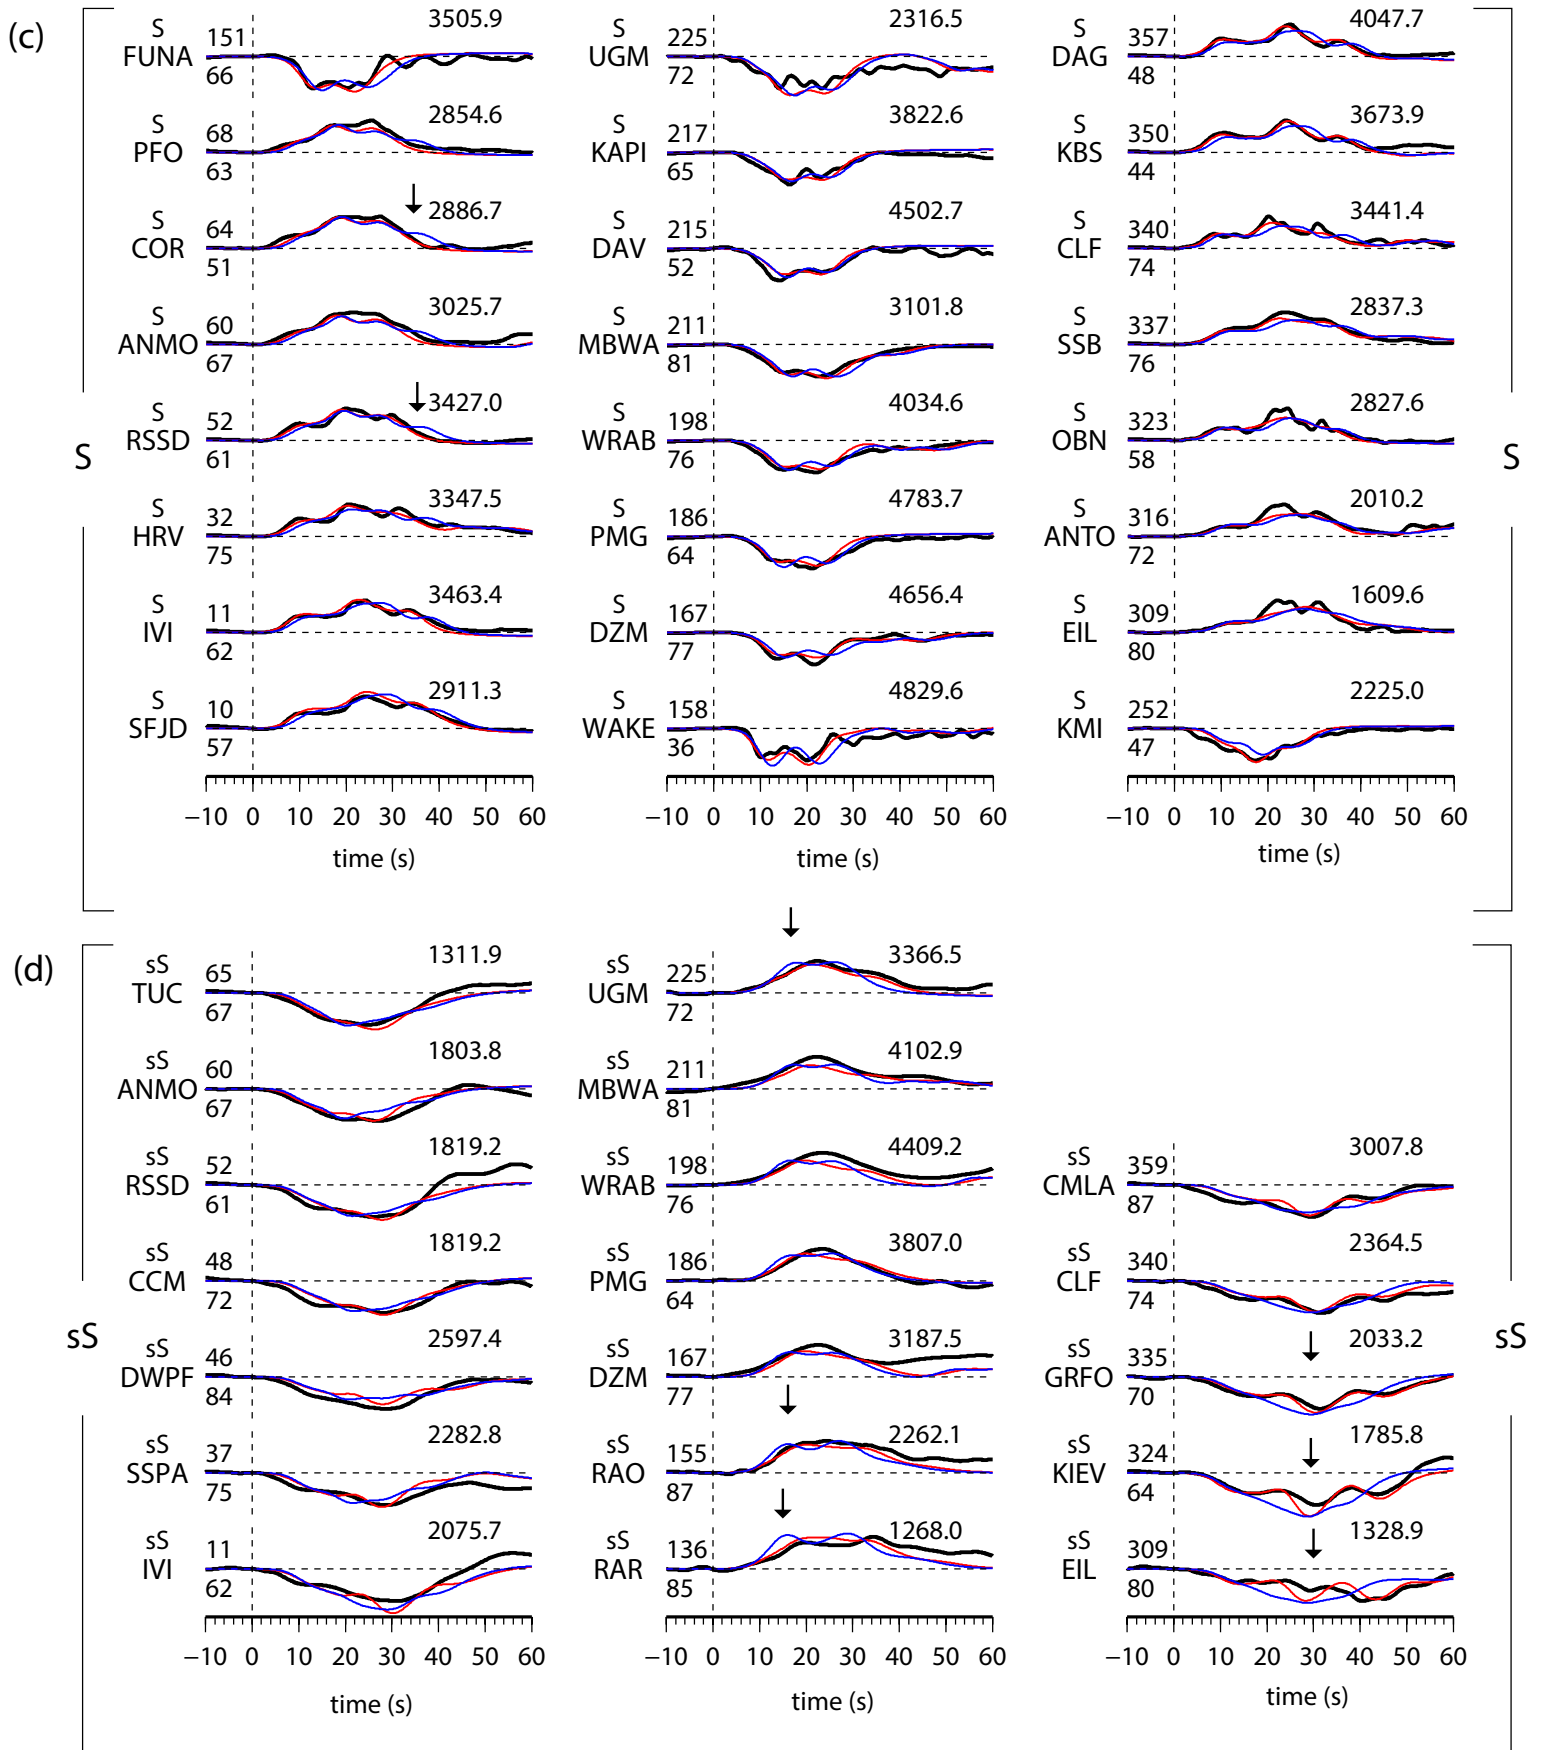 (c)
S
S
S
FUNA
151
66
3505.9
S
PFO
68
63
2854.6
S
COR
64
51
2886.7
S
ANMO
60
67
3025.7
S
RSSD
52
61
3427.0
S
HRV
32
75
3347.5
S
IVI
11
62
3463.4
S
SFJD
10
57
2911.3
−10 0 10 20 30 40 50 60
time (s)
S
UGM
225
72
2316.5
S
KAPI
217
65
3822.6
S
DAV
215
52
4502.7
S
MBWA
211
81
3101.8
S
WRAB
198
76
4034.6
S
PMG
186
64
4783.7
S
DZM
167
77
4656.4
S
WAKE
158
36
4829.6
−10 0 10 20 30 40 50 60
time (s)
S
DAG
357
48
4047.7
S
KBS
350
44
3673.9
S
CLF
340
74
3441.4
S
SSB
337
76
2837.3
S
OBN
323
58
2827.6
S
ANTO
316
72
2010.2
S
EIL
309
80
1609.6
S
KMI
252
47
2225.0
−10 0 10 20 30 40 50 60
time (s)
(d)
sS
sS
sS
TUC
65
67
1311.9
sS
ANMO
60
67
1803.8
sS
RSSD
52
61
1819.2
sS
CCM
48
72
1819.2
sS
DWPF
46
84
2597.4
sS
SSPA
37
75
2282.8
sS
IVI
11
62
2075.7
−10 0 10 20 30 40 50 60
time (s)
sS
UGM
225
72
3366.5
sS
MBWA
211
81
4102.9
sS
WRAB
198
76
4409.2
sS
PMG
186
64
3807.0
sS
DZM
167
77
3187.5
sS
RAO
155
87
2262.1
sS
RAR
136
85
1268.0
−10 0 10 20 30 40 50 60
time (s)
sS
CMLA
359
87
3007.8
sS
CLF
340
74
2364.5
sS
GRFO
335
70
2033.2
sS
KIEV
324
64
1785.8
sS
EIL
309
80
1328.9
−10 0 10 20 30 40 50 60
time (s)